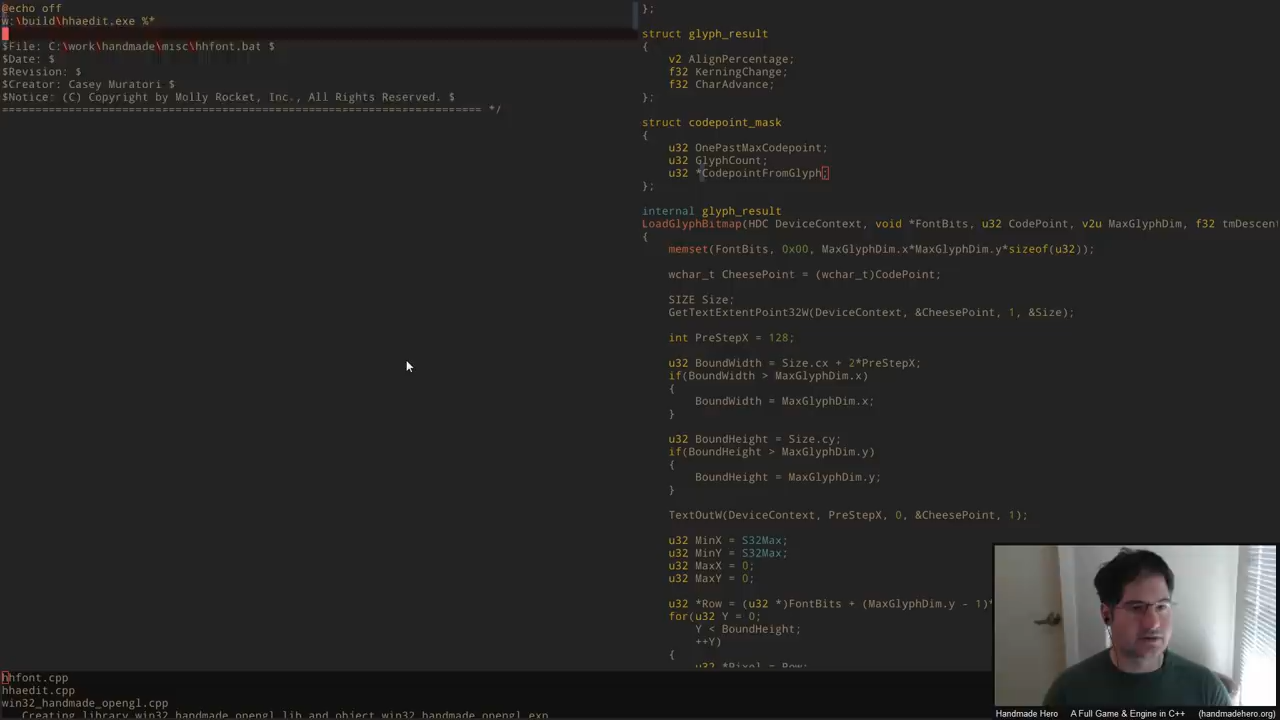 @echo off
w:\build\hhaedit.exe %*
$File: C:\work\handmade\misc\hhfont.bat $
$Date: $
$Revision: $
$Creator: Casey Muratori $
$Notice: (C) Copyright by Molly Rocket, Inc., All Rights Reserved. $
======================================================================== */
};
struct glyph_result
{
v2 AlignPercentage;
f32 KerningChange;
f32 CharAdvance;
};
struct codepoint_mask
{
u32 OnePastMaxCodepoint;
u32 GlyphCount;
u32 *CodepointFromGlyph;
};
internal glyph_result
LoadGlyphBitmap(HDC DeviceContext, void *FontBits, u32 CodePoint, v2u MaxGlyphDim, f32 tmDescent
{
memset(FontBits, 0x00, MaxGlyphDim.x*MaxGlyphDim.y*sizeof(u32));
wchar_t CheesePoint = (wchar_t)CodePoint;
SIZE Size;
GetTextExtentPoint32W(DeviceContext, &CheesePoint, 1, &Size);
int PreStepX = 128;
u32 BoundWidth = Size.cx + 2*PreStepX;
if(BoundWidth > MaxGlyphDim.x)
{
BoundWidth = MaxGlyphDim.x;
}
u32 BoundHeight = Size.cy;
if(BoundHeight > MaxGlyphDim.y)
{
BoundHeight = MaxGlyphDim.y;
}
TextOutW(DeviceContext, PreStepX, 0, &CheesePoint, 1);
u32 MinX = S32Max;
u32 MinY = S32Max;
u32 MaxX = 0;
u32 MaxY = 0;
u32 *Row = (u32 *)FontBits + (MaxGlyphDim.y - 1)*
for(u32 Y = 0;
Y < BoundHeight;
++Y)
{
u32 *Pixel = Row;
hhfont.cpp
hhaedit.cpp
win32_handmade_opengl.cpp
Creating library win32_handmade_opengl.lib and object win32_handmade_opengl.exp
Handmade Hero A Full Game & Engine in C++ (handmadehero.org)